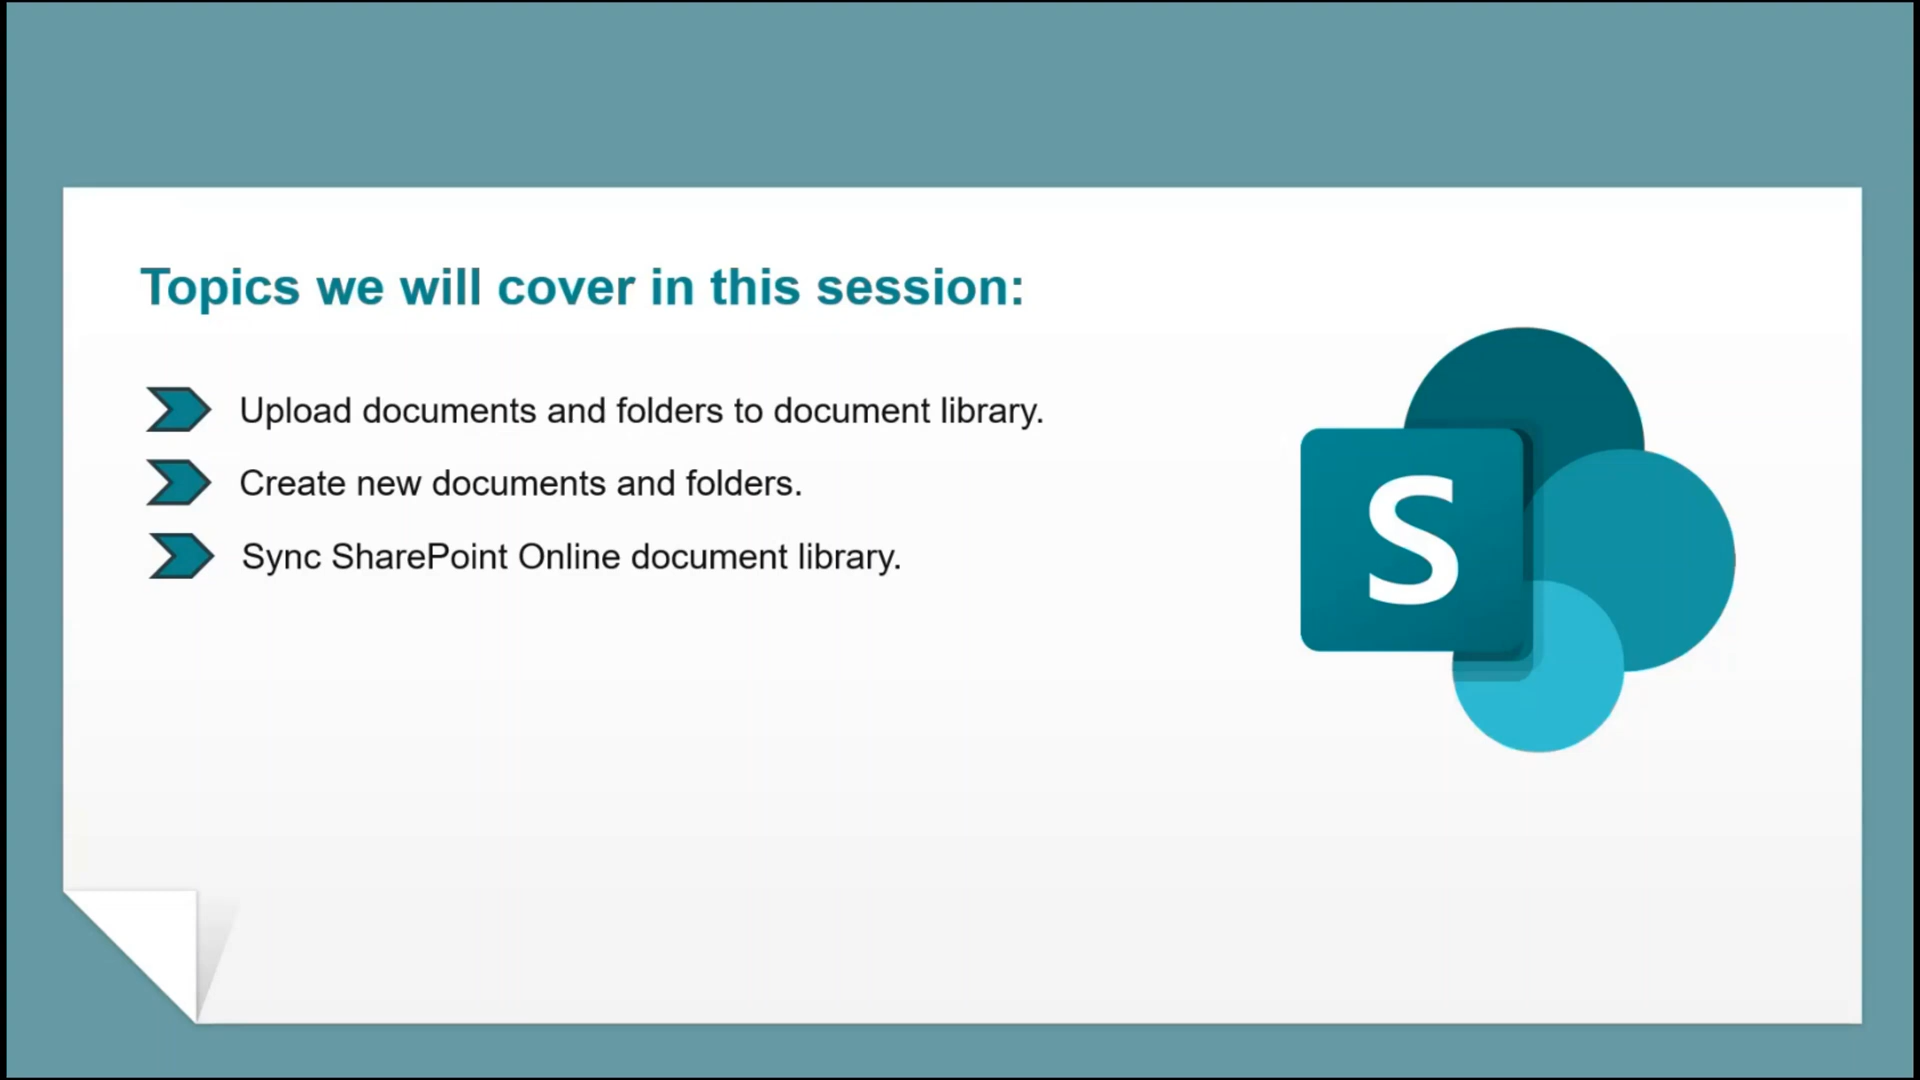 Topics we will cover in this session:
Upload documents and folders to document library.
Create new documents and folders.
Sync SharePoint Online document library.
S